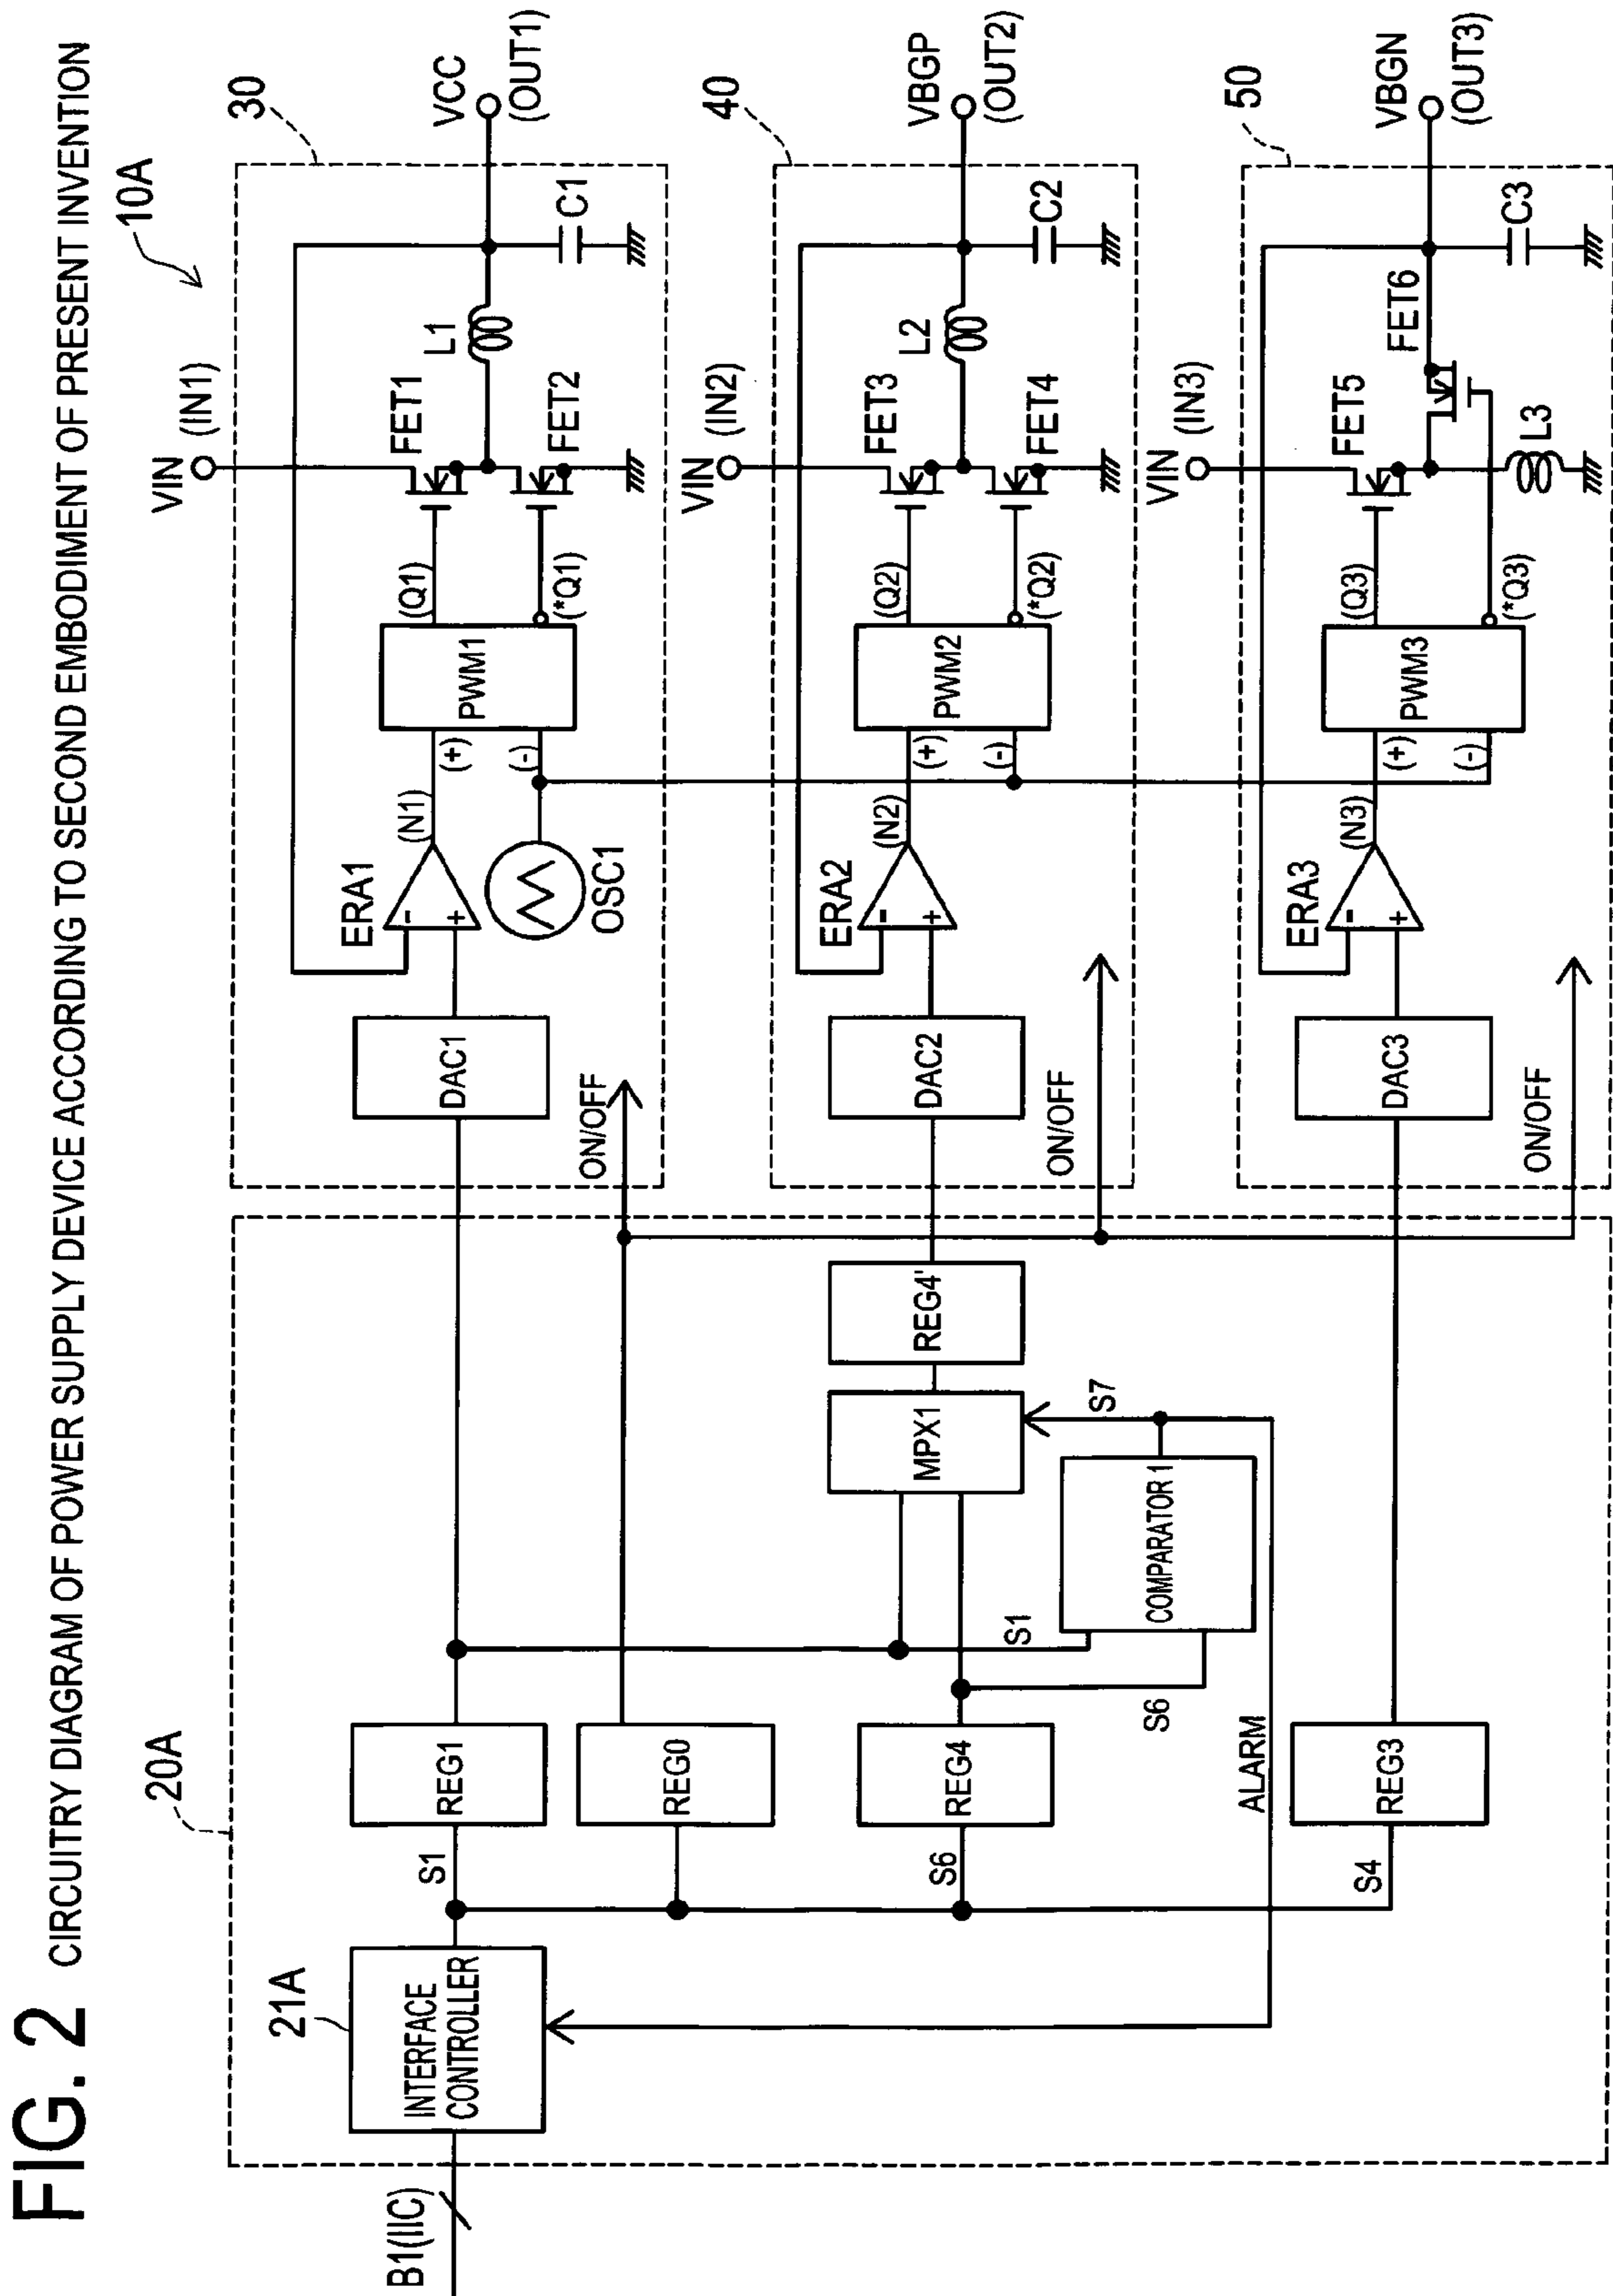 FIG. 2
CIRCUITRY DIAGRAM OF POWER SUPPLY DEVICE ACCORDING TO SECOND EMBODIMENT OF PRESENT INVENTION
10A
20A
21A
B1(IIC)
INTERFACE
CONTROLLER
S1
REG1
REG0
S6
REG4
S4
REG3
S1
S6
COMPARATOR 1
ALARM
S7
MPX1
REG4'
30
ON/OFF
DAC1
ERA1
-
+
OSC1
(N1)
(+)
(-)
PWM1
(Q1)
(*Q1)
VIN
(IN1)
FET1
FET2
L1
C1
VCC
(OUT1)
40
ON/OFF
DAC2
ERA2
-
+
(N2)
(+)
(-)
PWM2
(Q2)
(*Q2)
VIN
(IN2)
FET3
FET4
L2
C2
VBGP
(OUT2)
50
ON/OFF
DAC3
ERA3
-
+
(N3)
(+)
(-)
PWM3
(Q3)
(*Q3)
VIN
(IN3)
FET5
FET6
L3
C3
VBGN
(OUT3)